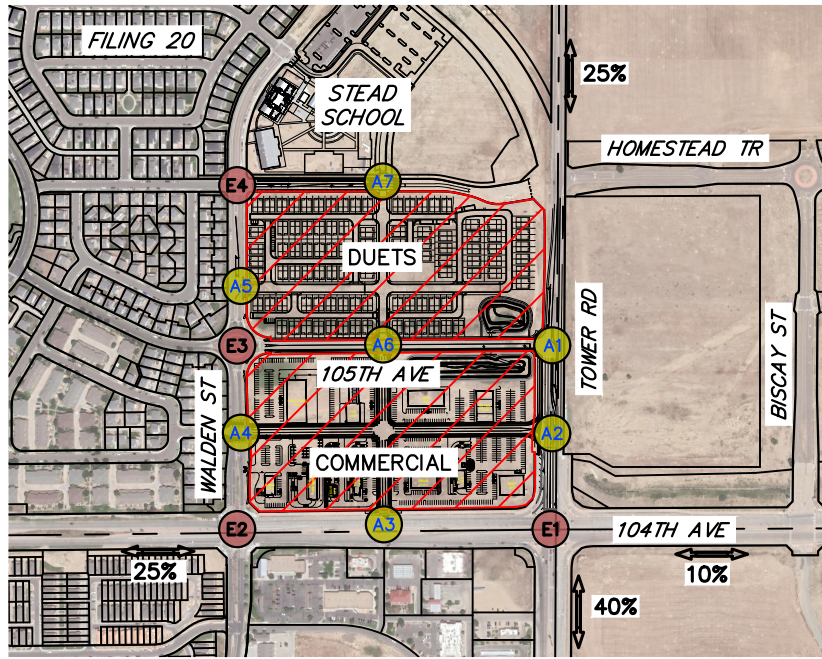 FILING 20
25%
STEAD
SCHOOL
HOMESTEAD TR
E4
A7
DUETS
A5
TOWER RD
BISCAY ST
E3
A6
A1
105TH AVE
WALDEN ST
A4
A2
COMMERCIAL
E2
A3
E1
104TH AVE
25%
10%
40%